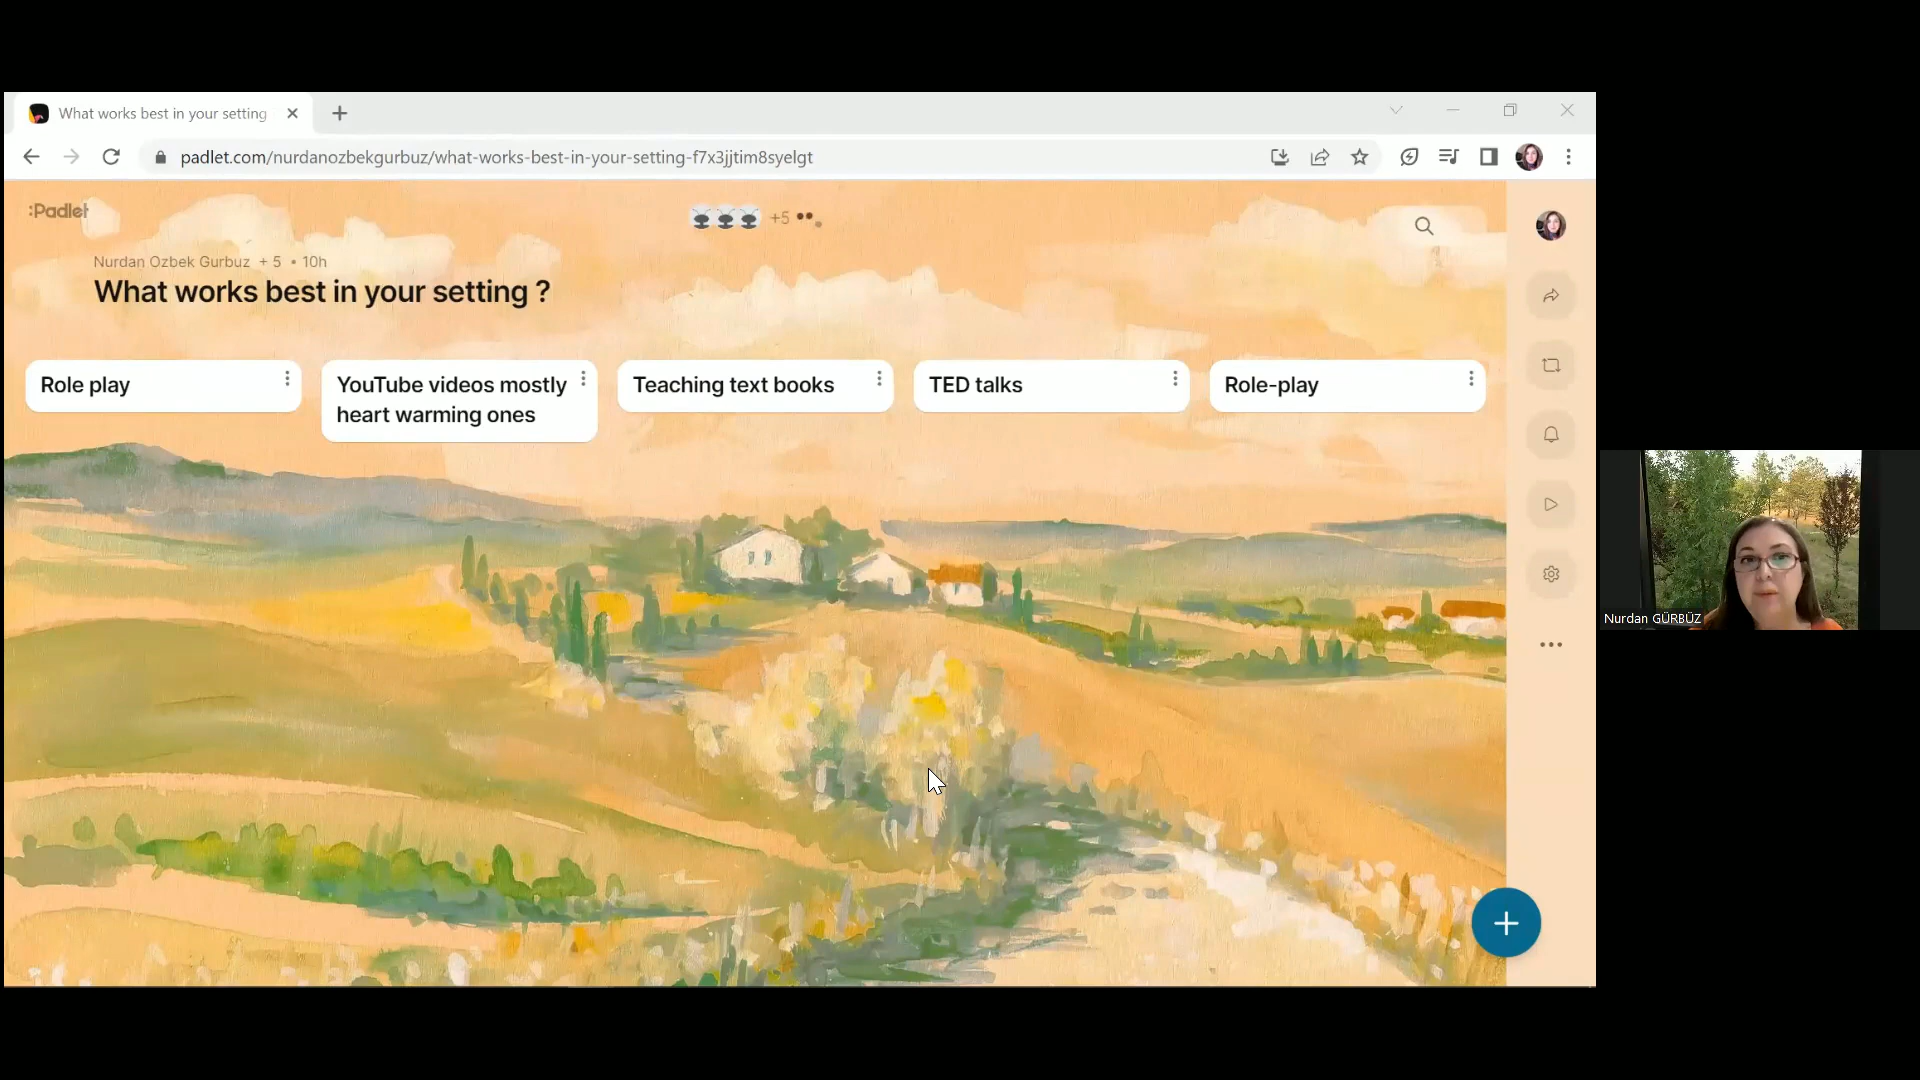 What works best in your setting
padlet.com/nurdanozbekgurbuz/what-works-best-in-your-setting-f7x3jjtim8syelgt
:Padlet
+5
Nurdan Ozbek Gurbuz + 5 • 10h
What works best in your setting ?
Role play
YouTube videos mostly
heart warming ones
Teaching text books
TED talks
Role-play
Nurdan GÜRBÜZ